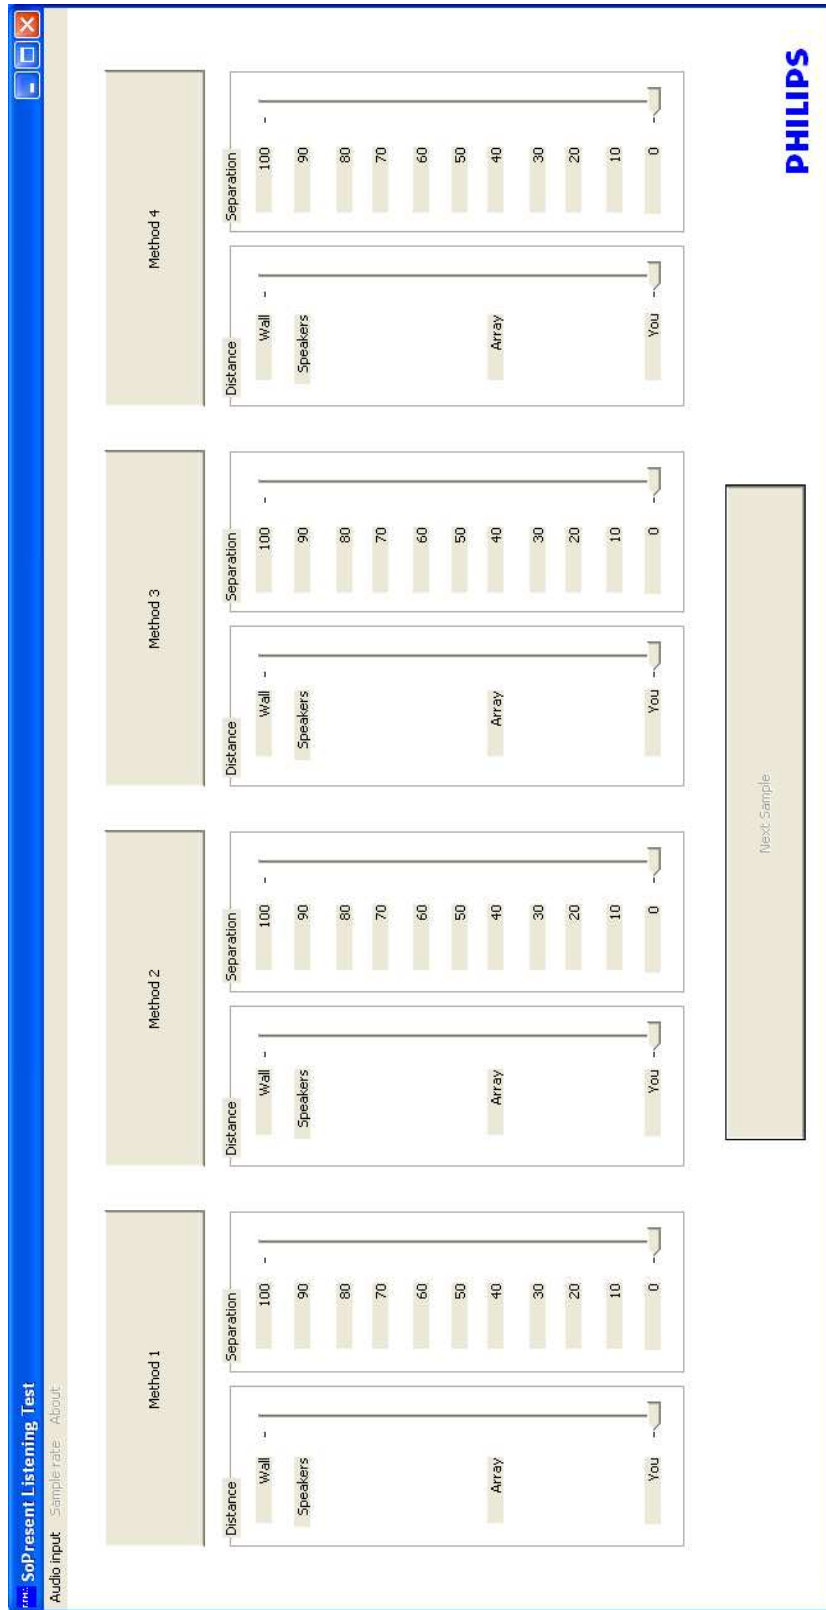 SoPresent Listening Test
Audio input Sample rate About
Method 1 Method 2 Method 3 Method 4
Distance Separation Distance Separation Distance Separation Distance Separation
Wall 100 Wall 100 Wall 100 Wall 100
Speakers 90 Speakers 90 Speakers 90 Speakers 90
80 80 80 80
70 70 70 70
60 60 60 60
50 50 50 50
Array 40 Array 40 Array 40 Array 40
30 30 30 30
20 20 20 20
10 10 10 10
You 0 You 0 You 0 You 0
Next Sample
PHILIPS